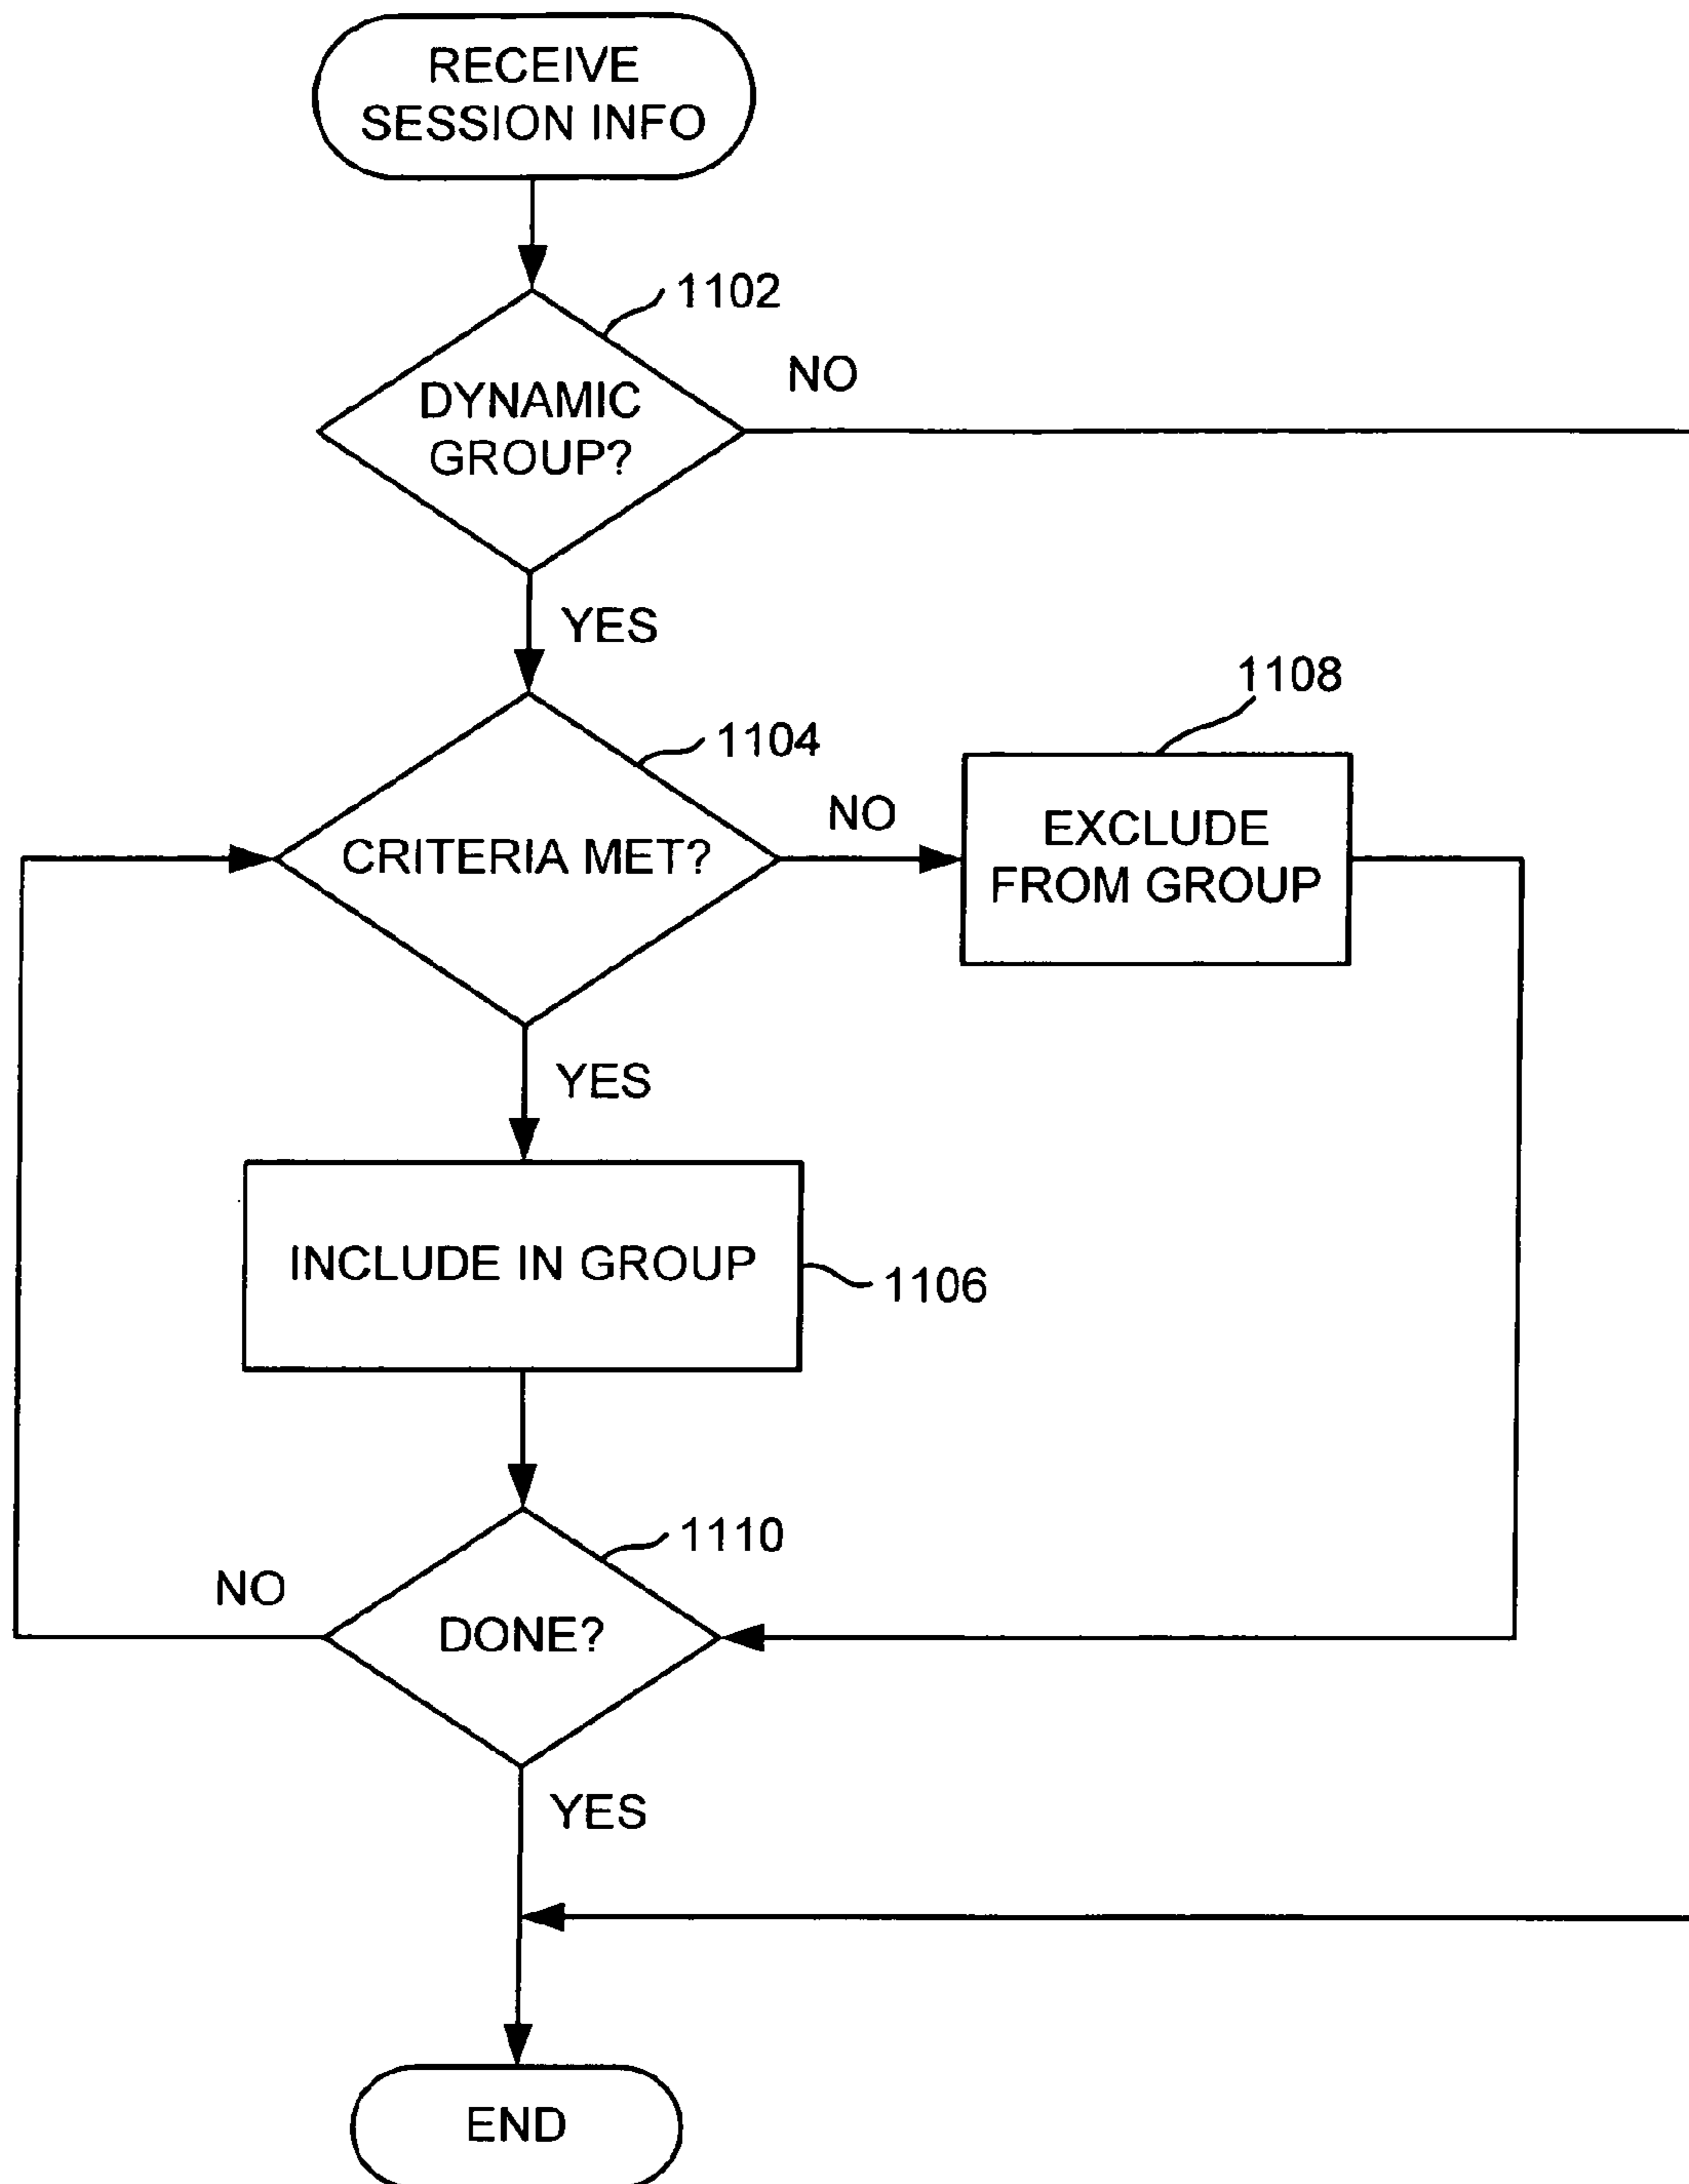 RECEIVE
SESSION INFO
1102
NO
DYNAMIC
GROUP?
YES
1108
1104
NO
EXCLUDE
FROM GROUP
CRITERIA MET?
YES
INCLUDE IN GROUP
1106
1110
NO
DONE?
YES
END